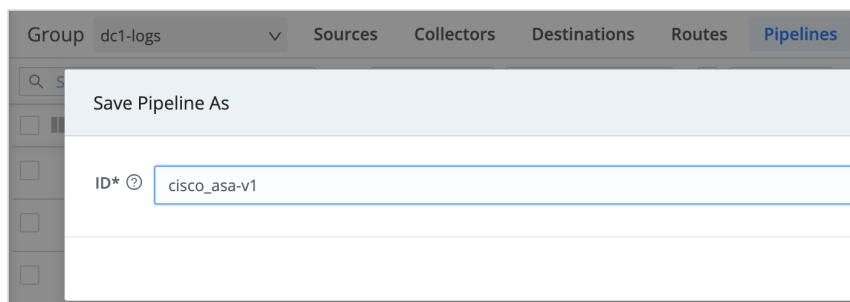 Group dc1-logs Sources Collectors Destinations Routes Pipelines
S
Save Pipeline As
ID* ? cisco_asa-v1